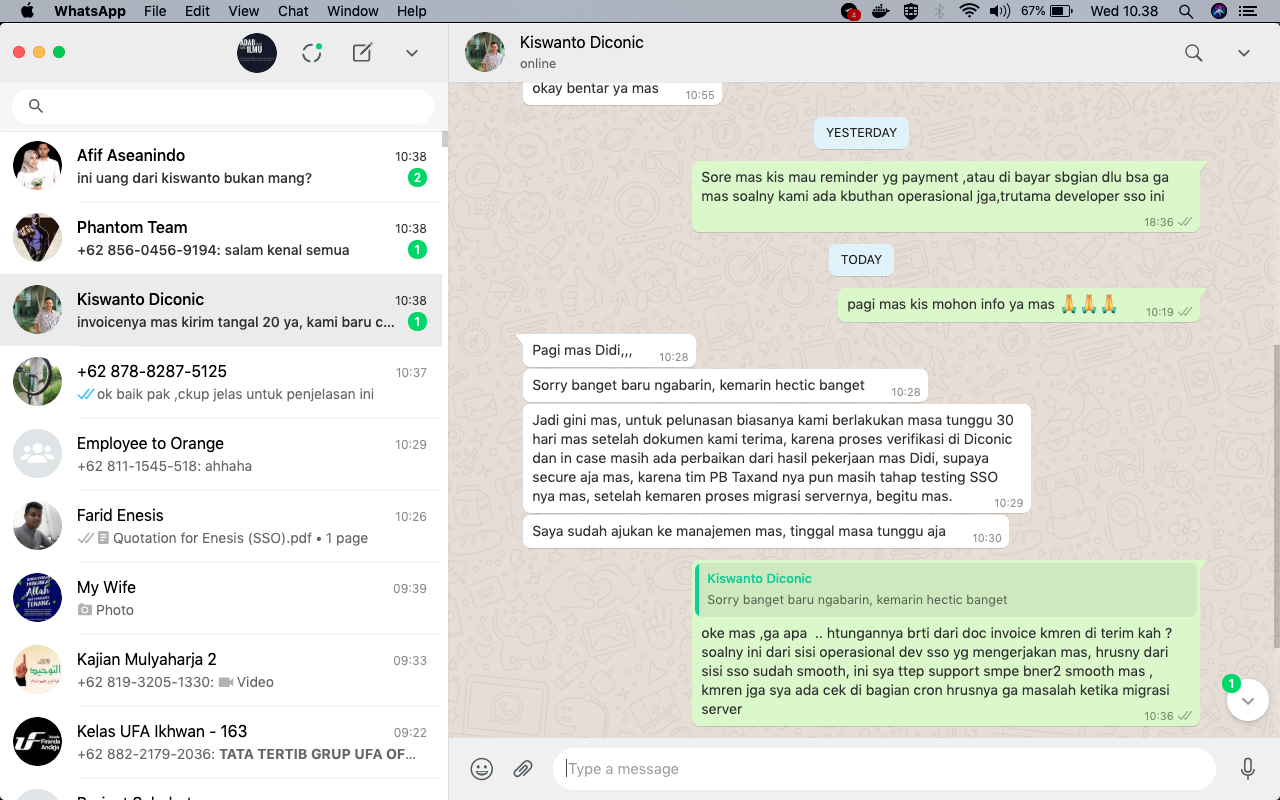 WhatsApp File Edit View Chat Window Help
4
67%
Wed 10.38
ADAB
ILMU
Afif Aseanindo
10:38
ini uang dari kiswanto bukan mang?
2
Phantom Team
10:38
+62 856-0456-9194: salam kenal semua
1
Kiswanto Diconic
10:38
invoicenya mas kirim tangal 20 ya, kami baru c...
1
+62 878-8287-5125
10:37
ok baik pak ,ckup jelas untuk penjelasan ini
Employee to Orange
10:29
+62 811-1545-518: ahhaha
Farid Enesis
10:26
Quotation for Enesis (SSO).pdf • 1 page
My Wife
09:39
Photo
Kajian Mulyaharja 2
09:33
+62 819-3205-1330: Video
Kelas UFA Ikhwan - 163
09:22
+62 882-2179-2036: TATA TERTIB GRUP UFA OF...
Kiswanto Diconic
online
okay bentar ya mas
10:55
YESTERDAY
Sore mas kis mau reminder yg payment ,atau di bayar sbgian dlu bsa ga
mas soalny kami ada kbuthan operasional jga,trutama developer sso ini
18:36
TODAY
pagi mas kis mohon info ya mas 🙏🙏🙏
10:19
Pagi mas Didi,,,
10:28
Sorry banget baru ngabarin, kemarin hectic banget
10:28
Jadi gini mas, untuk pelunasan biasanya kami berlakukan masa tunggu 30
hari mas setelah dokumen kami terima, karena proses verifikasi di Diconic
dan in case masih ada perbaikan dari hasil pekerjaan mas Didi, supaya
secure aja mas, karena tim PB Taxand nya pun masih tahap testing SSO
nya mas, setelah kemaren proses migrasi servernya, begitu mas.
10:29
Saya sudah ajukan ke manajemen mas, tinggal masa tunggu aja
10:30
Kiswanto Diconic
Sorry banget baru ngabarin, kemarin hectic banget
oke mas ,ga apa .. htungannya brti dari doc invoice kmren di terim kah ?
soalny ini dari sisi operasional dev sso yg mengerjakan mas, hrusny dari
sisi sso sudah smooth, ini sya ttep support smpe bner2 smooth mas ,
kmren jga sya ada cek di bagian cron hrusnya ga masalah ketika migrasi
server
10:36
1
Type a message